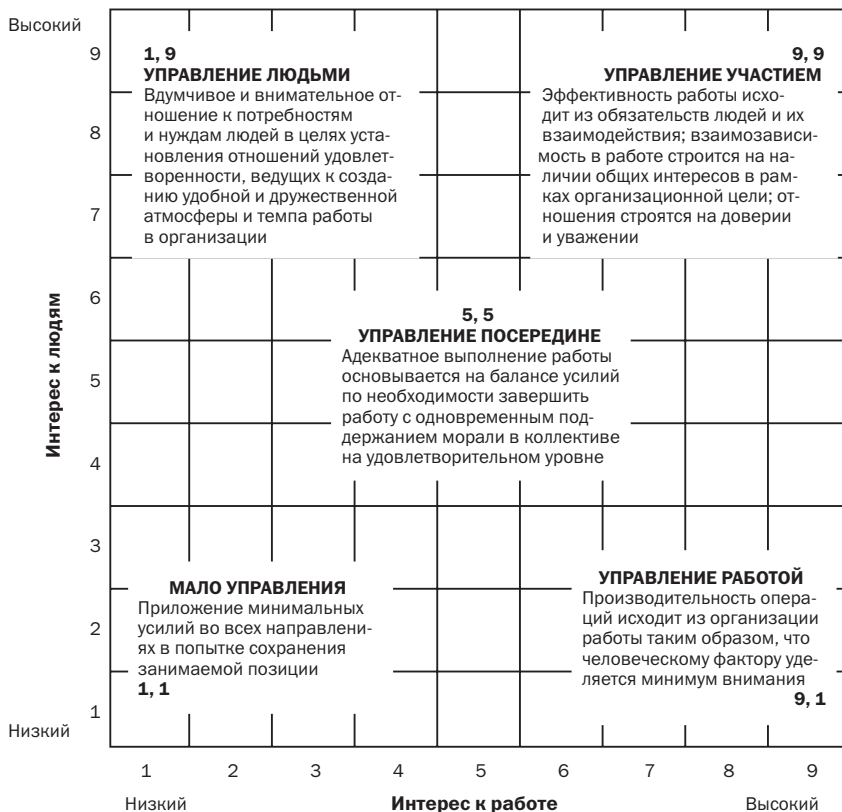 Высокий
9
1, 9
УПРАВЛЕНИЕ ЛЮДЬМИ
Вдумчивое и внимательное от-
ношение к потребностям
и нуждам людей в целях уста-
новления отношений удовлет-
воренности, ведущих к созда-
нию удобной и дружественной
атмосферы и темпа работы
в организации
9, 9
УПРАВЛЕНИЕ УЧАСТИЕМ
Эффективность работы исхо-
дит из обязательств людей и их
взаимодействия; взаимозависи-
мость в работе строится на на-
личии общих интересов в рам-
ках организационной цели; от-
ношения строятся на доверии
и уважении
8
7
6
Интерес к людям
5, 5
УПРАВЛЕНИЕ ПОСЕРЕДИНЕ
Адекватное выполнение работы
основывается на балансе усилий
по необходимости завершить
работу с одновременным под-
держанием морали в коллективе
на удовлетворительном уровне
5
4
3
МАЛО УПРАВЛЕНИЯ
Приложение минимальных
усилий во всех направлени-
ях в попытке сохранения
занимаемой позиции
1, 1
УПРАВЛЕНИЕ РАБОТОЙ
Производительность опера-
ций исходит из организации
работы таким образом, что
человеческому фактору уде-
ляется минимум внимания
9, 1
2
1
Низкий
1 2 3 4 5 6 7 8 9
Низкий Интерес к работе Высокий